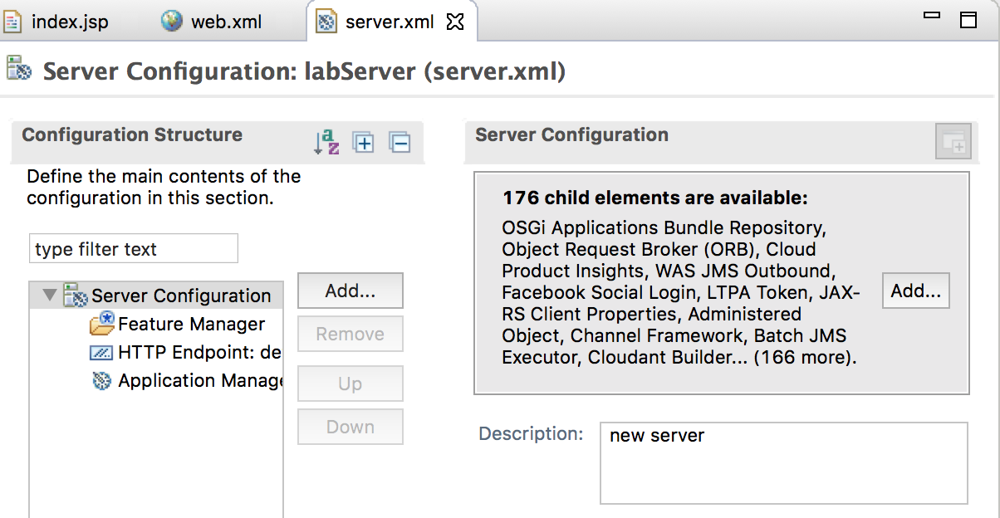 index.jsp
web.xml
server.xml
Server Configuration: labServer (server.xml)
Configuration Structure
Define the main contents of the
configuration in this section.
type filter text
Server Configuration
Feature Manager
HTTP Endpoint: de
Application Manage
Add...
Remove
Up
Down
Server Configuration
176 child elements are available:
OSGi Applications Bundle Repository,
Object Request Broker (ORB), Cloud
Product Insights, WAS JMS Outbound,
Facebook Social Login, LTPA Token, JAX-
RS Client Properties, Administered
Object, Channel Framework, Batch JMS
Executor, Cloudant Builder... (166 more).
Add...
Description:
new server